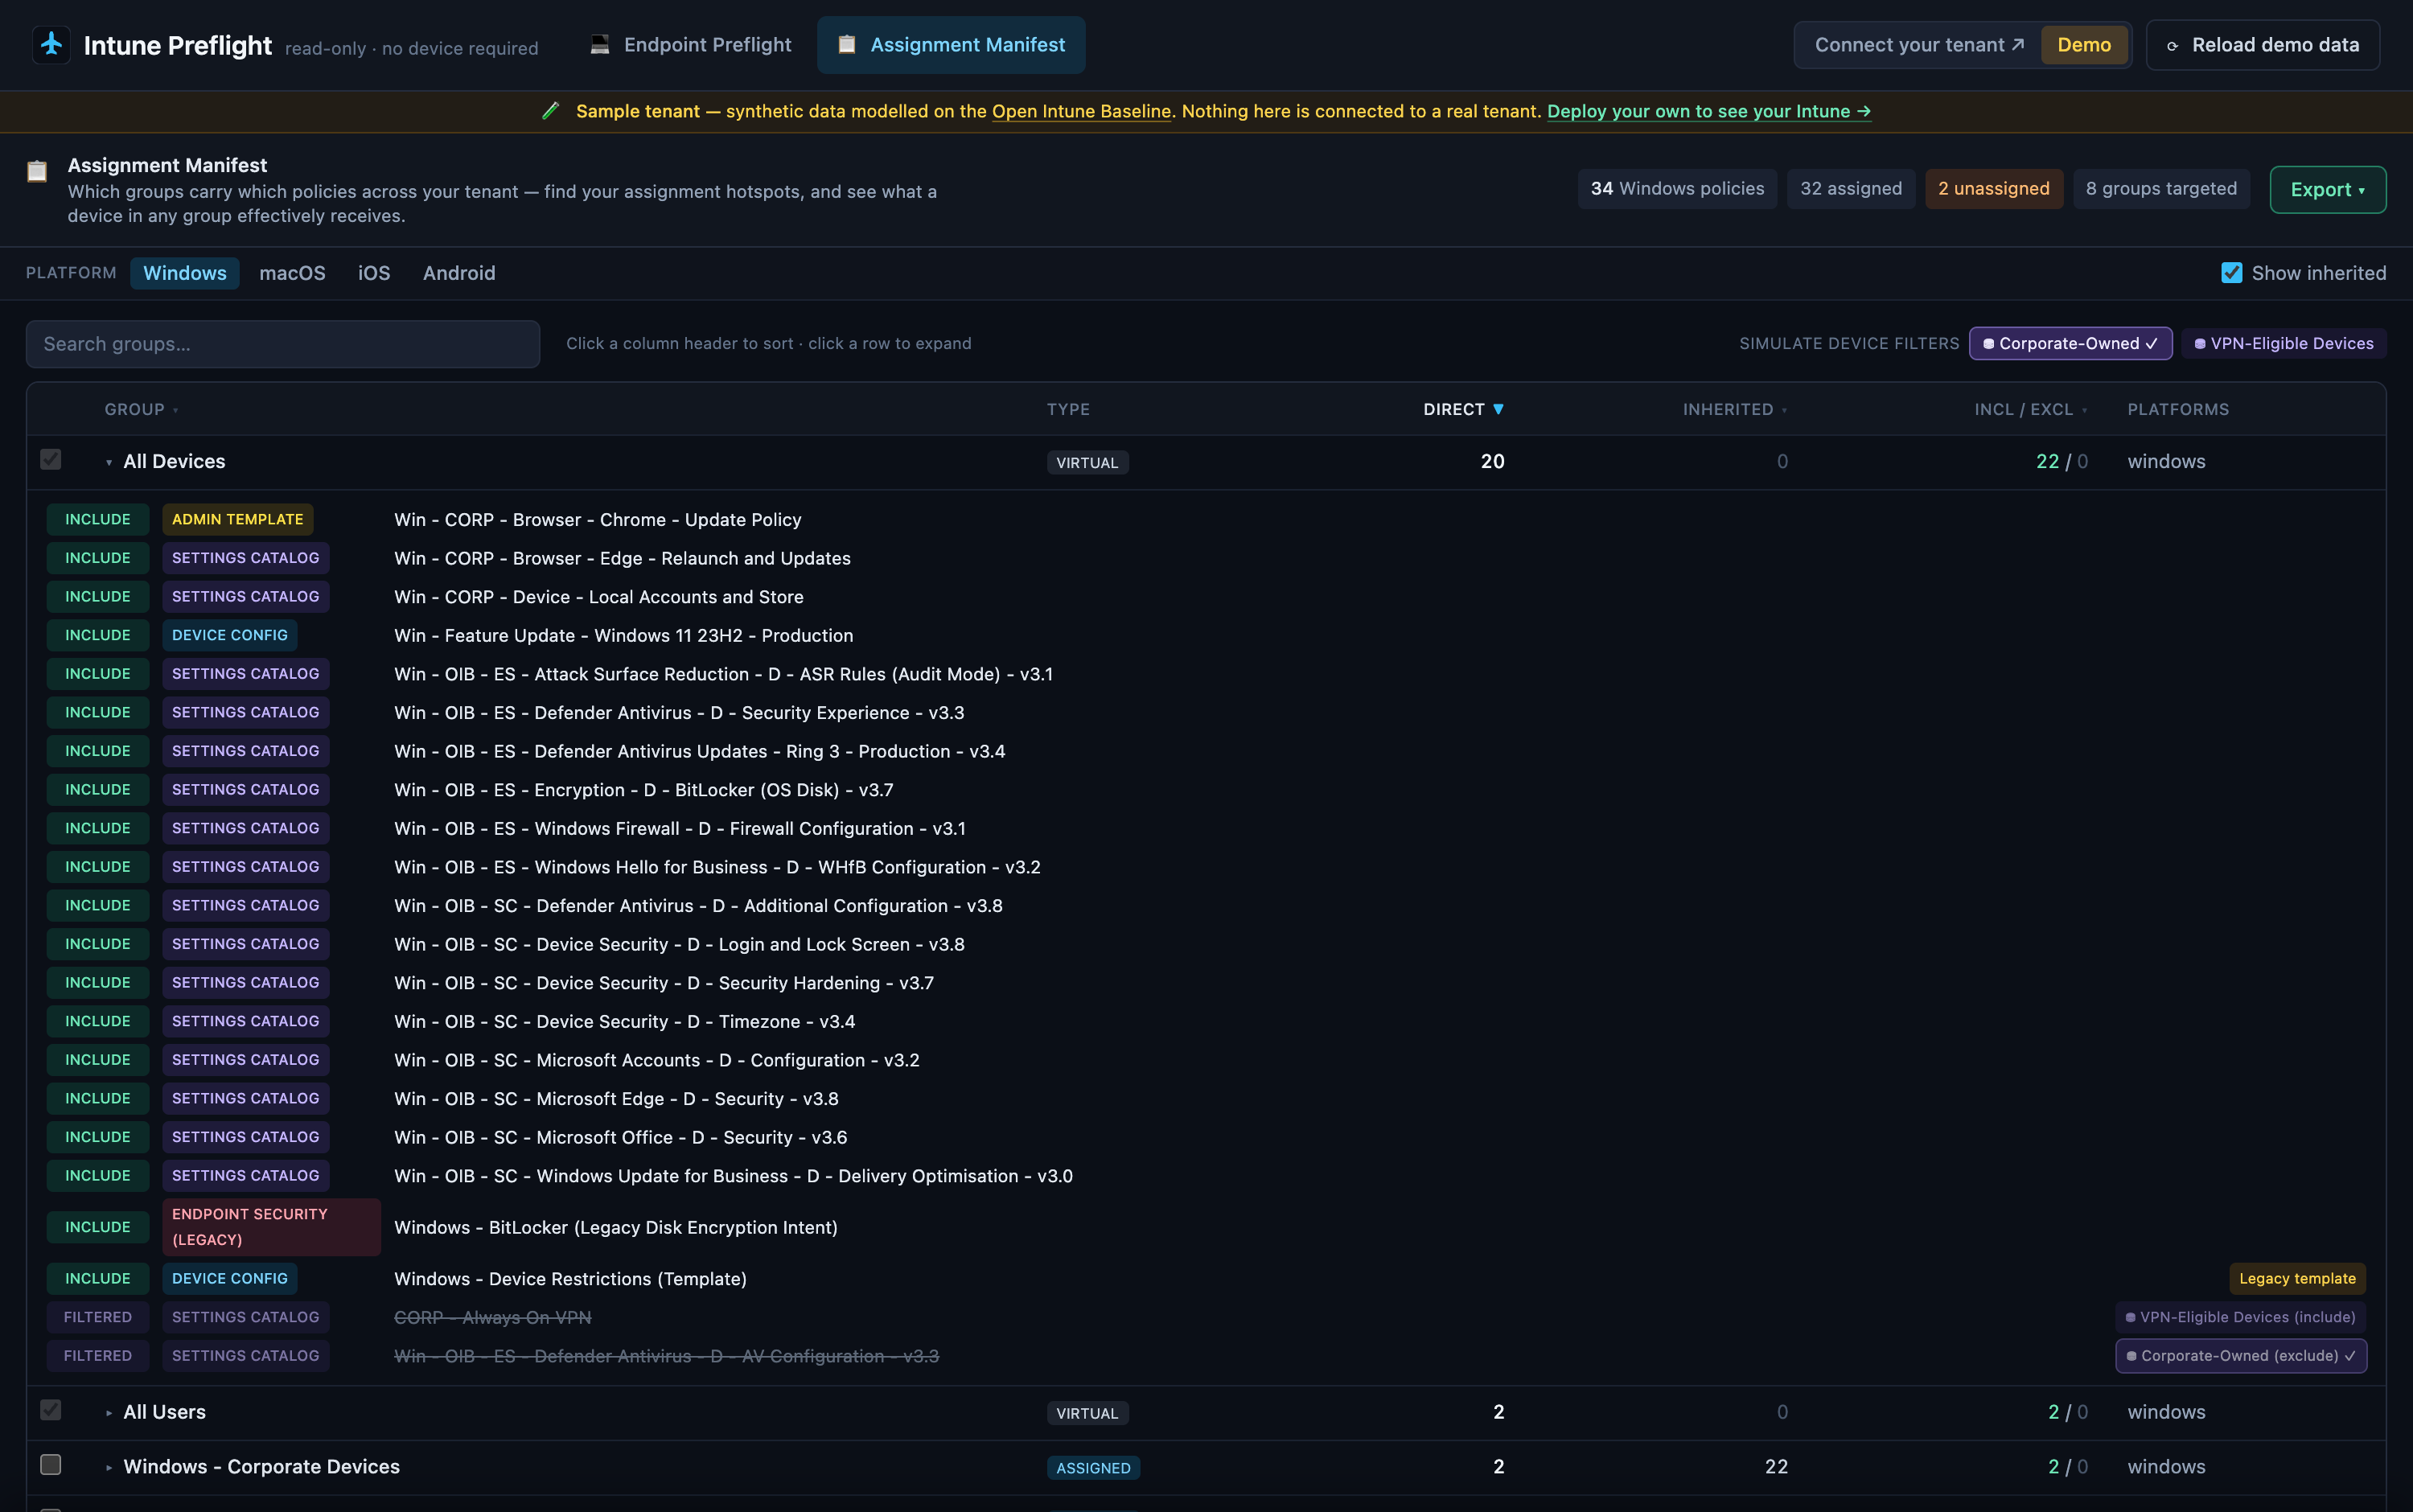 Intune Preflight read-only · no device required
Endpoint Preflight
Assignment Manifest
Connect your tenant ↗ Demo
⟳ Reload demo data
Sample tenant — synthetic data modelled on the Open Intune Baseline. Nothing here is connected to a real tenant. Deploy your own to see your Intune →
Assignment Manifest
Which groups carry which policies across your tenant — find your assignment hotspots, and see what a
device in any group effectively receives.
34 Windows policies
32 assigned
2 unassigned
8 groups targeted
Export ▾
PLATFORM Windows macOS iOS Android
Show inherited
Search groups...
Click a column header to sort · click a row to expand
SIMULATE DEVICE FILTERS Corporate-Owned ✓ VPN-Eligible Devices
GROUP ▾ TYPE DIRECT ▼ INHERITED ▾ INCL / EXCL ▾ PLATFORMS
▾ All Devices VIRTUAL 20 0 22 / 0 windows
INCLUDE ADMIN TEMPLATE Win - CORP - Browser - Chrome - Update Policy
INCLUDE SETTINGS CATALOG Win - CORP - Browser - Edge - Relaunch and Updates
INCLUDE SETTINGS CATALOG Win - CORP - Device - Local Accounts and Store
INCLUDE DEVICE CONFIG Win - Feature Update - Windows 11 23H2 - Production
INCLUDE SETTINGS CATALOG Win - OIB - ES - Attack Surface Reduction - D - ASR Rules (Audit Mode) - v3.1
INCLUDE SETTINGS CATALOG Win - OIB - ES - Defender Antivirus - D - Security Experience - v3.3
INCLUDE SETTINGS CATALOG Win - OIB - ES - Defender Antivirus Updates - Ring 3 - Production - v3.4
INCLUDE SETTINGS CATALOG Win - OIB - ES - Encryption - D - BitLocker (OS Disk) - v3.7
INCLUDE SETTINGS CATALOG Win - OIB - ES - Windows Firewall - D - Firewall Configuration - v3.1
INCLUDE SETTINGS CATALOG Win - OIB - ES - Windows Hello for Business - D - WHfB Configuration - v3.2
INCLUDE SETTINGS CATALOG Win - OIB - SC - Defender Antivirus - D - Additional Configuration - v3.8
INCLUDE SETTINGS CATALOG Win - OIB - SC - Device Security - D - Login and Lock Screen - v3.8
INCLUDE SETTINGS CATALOG Win - OIB - SC - Device Security - D - Security Hardening - v3.7
INCLUDE SETTINGS CATALOG Win - OIB - SC - Device Security - D - Timezone - v3.4
INCLUDE SETTINGS CATALOG Win - OIB - SC - Microsoft Accounts - D - Configuration - v3.2
INCLUDE SETTINGS CATALOG Win - OIB - SC - Microsoft Edge - D - Security - v3.8
INCLUDE SETTINGS CATALOG Win - OIB - SC - Microsoft Office - D - Security - v3.6
INCLUDE SETTINGS CATALOG Win - OIB - SC - Windows Update for Business - D - Delivery Optimisation - v3.0
INCLUDE ENDPOINT SECURITY
(LEGACY) Windows - BitLocker (Legacy Disk Encryption Intent)
INCLUDE DEVICE CONFIG Windows - Device Restrictions (Template) Legacy template
FILTERED SETTINGS CATALOG CORP - Always On VPN VPN-Eligible Devices (include)
FILTERED SETTINGS CATALOG Win - OIB - ES - Defender Antivirus - D - AV Configuration - v3.3 Corporate-Owned (exclude) ✓
▸ All Users VIRTUAL 2 0 2 / 0 windows
▸ Windows - Corporate Devices ASSIGNED 2 22 2 / 0 windows